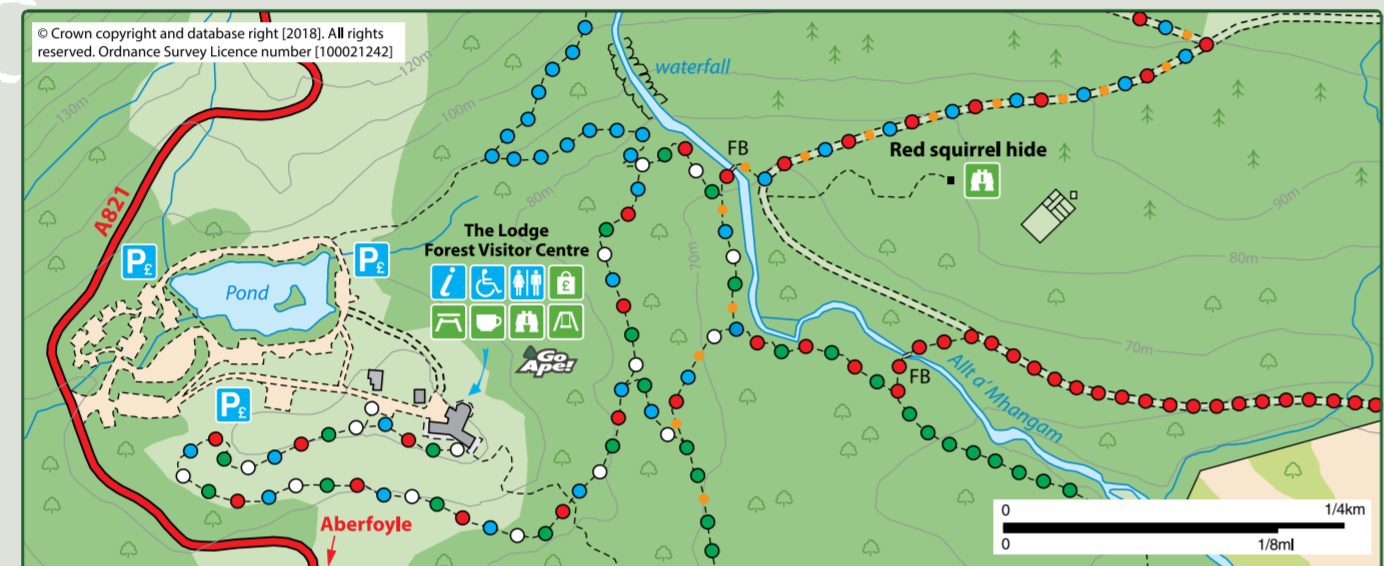 © Crown copyright and database right [2018]. All rights
reserved. Ordnance Survey Licence number [100021242]
120m
130m
100m
waterfall
FB
Red squirrel hide
A821
80m
90m
The Lodge
Forest Visitor Centre
P£
P£
i
£
70m
80m
Pond
Go
Ape!
70m
Allt a' Mhangam
FB
P£
Aberfoyle
0
1/4km
0
1/8ml